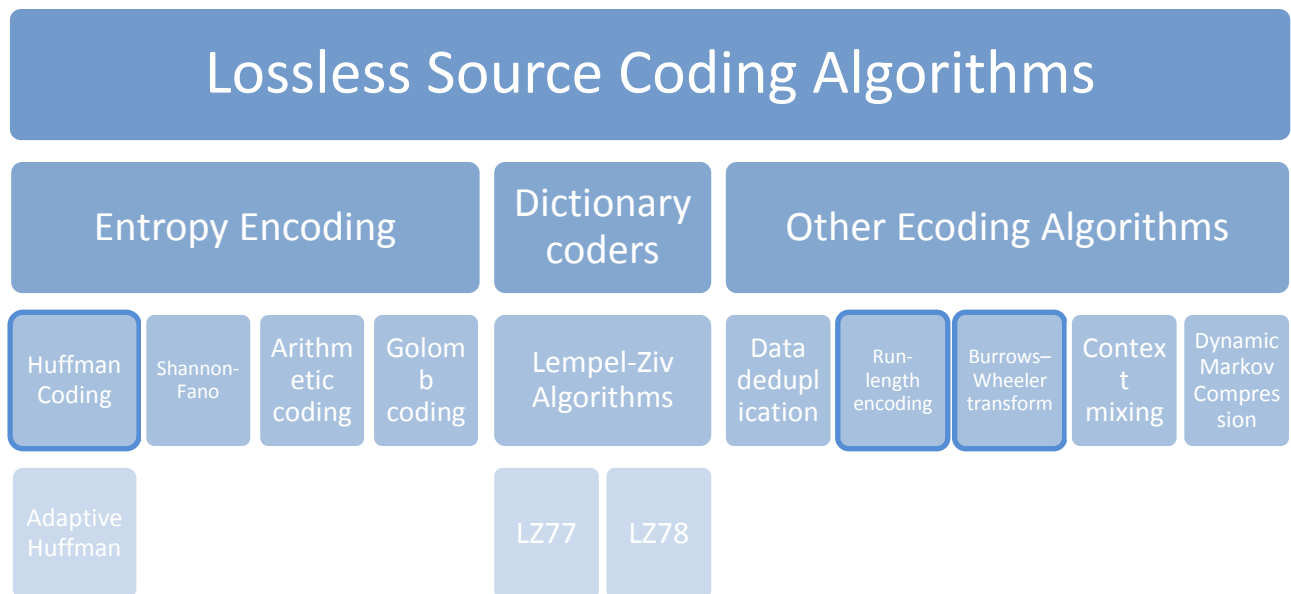 Lossless Source Coding Algorithms
Entropy Encoding
Dictionary
coders
Other Ecoding Algorithms
Huffman
Coding
Shannon-
Fano
Arithm
etic
coding
Golom
b
coding
Lempel-Ziv
Algorithms
Data
dedupl
ication
Run-
length
encoding
Burrows–
Wheeler
transform
Contex
t
mixing
Dynamic
Markov
Compres
sion
Adaptive
Huffman
LZ77
LZ78